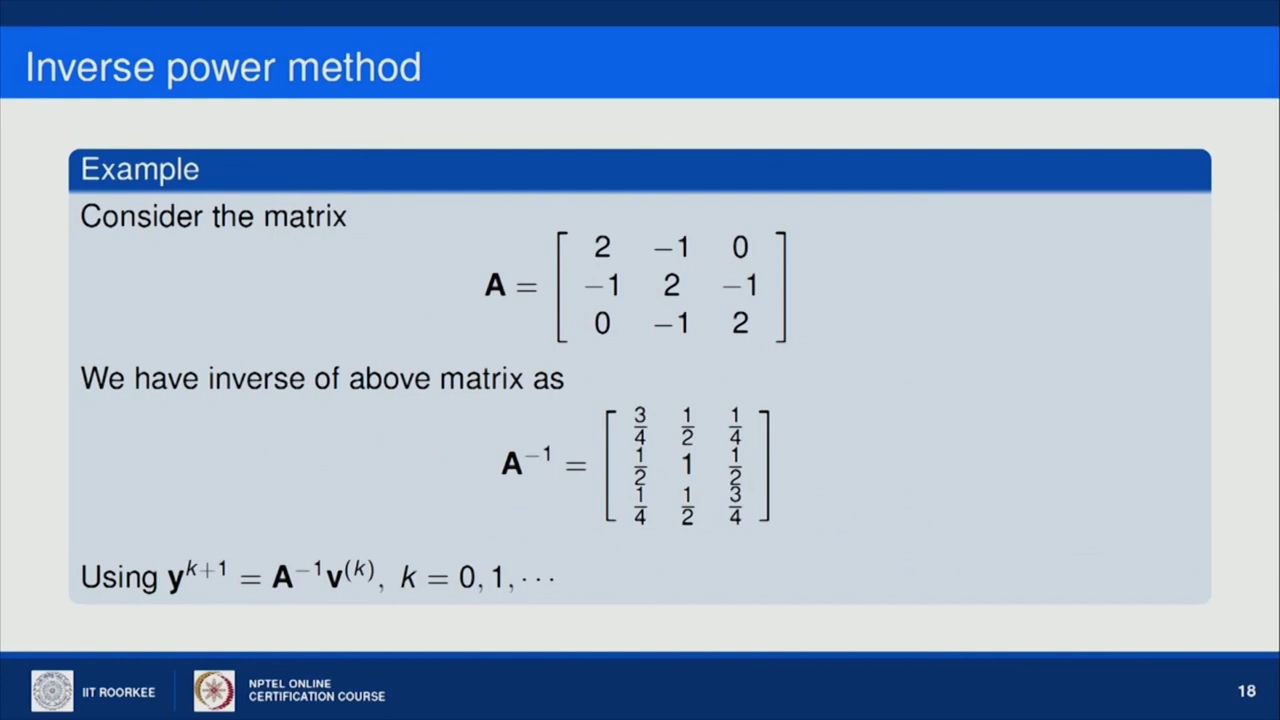 Inverse power method
Example
Consider the matrix
A = [ 2 −1 0
−1 2 −1
0 −1 2 ]
We have inverse of above matrix as
A⁻¹ = [ 3/4 1/2 1/4
1/2 1 1/2
1/4 1/2 3/4 ]
Using yᵏ⁺¹ = A⁻¹v⁽ᵏ⁾, k = 0, 1, ···
IIT ROORKEE
NPTEL ONLINE
CERTIFICATION COURSE
18